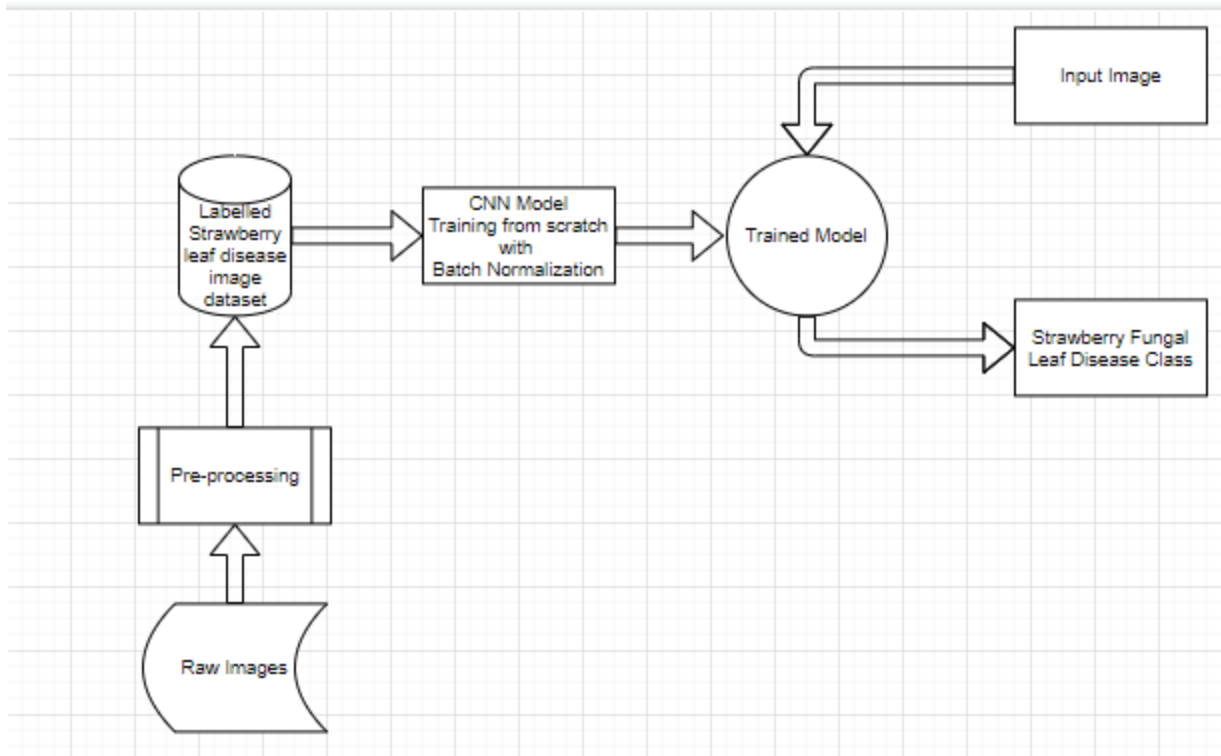 Input Image
Labelled
Strawberry
leaf disease
image
dataset
CNN Model
Training from scratch
with
Batch Normalization
Trained Model
Strawberry Fungal
Leaf Disease Class
Pre-processing
Raw Images